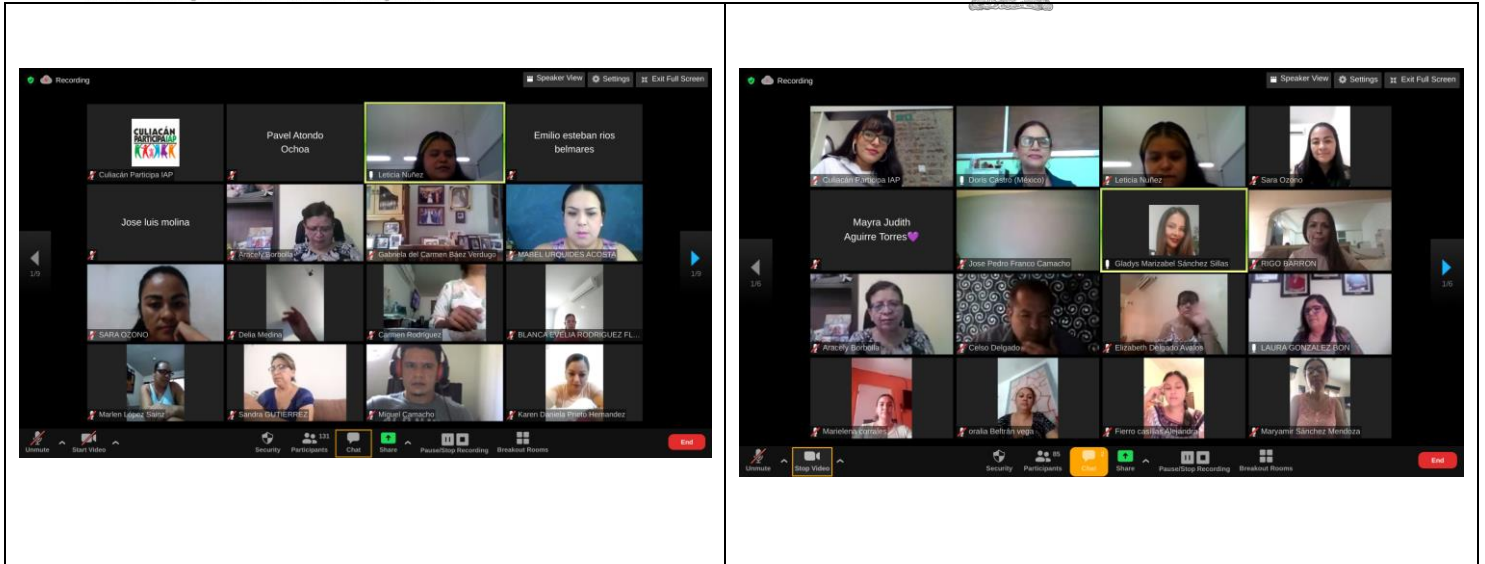 Recording
Speaker View
Settings
Exit Full Screen
CULIACÁN
PARTICIPAIAP
Culiacán Participa IAP
Pavel Atondo
Ochoa
Leticia Nuñez
Emilio esteban rios
belmares
Jose luis molina
Aracely Borbolla
Gabriela del Carmen Báez Verdugo
MABEL URQUIDES ACOSTA
SARA OZONO
Delia Medina
Carmen Rodríguez
BLANCA EVELIA RODRIGUEZ FL...
Marlen López Sainz
Sandra GUTIERREZ
Miguel Camacho
Karen Daniela Prieto Hernandez
1/9
1/9
Unmute
Start Video
Security
Participants
131
Chat
Share
Pause/Stop Recording
Breakout Rooms
End
Recording
Speaker View
Settings
Exit Full Screen
Culiacán Participa IAP
Doris Castro (México)
Leticia Nuñez
Sara Ozono
Mayra Judith
Aguirre Torres💜
Jose Pedro Franco Camacho
Gladys Marizabel Sánchez Sillas
RIGO BARRON
Aracely Borbolla
Celso Delgado
Elizabeth Delgado Avalos
LAURA GONZALEZ BON
Marielena corrales
oralia Beltrán vega
Fierro casillas Alejandra
Maryamir Sánchez Mendoza
1/6
1/6
Unmute
Stop Video
Security
Participants
85
Chat
2
Share
Pause/Stop Recording
Breakout Rooms
End